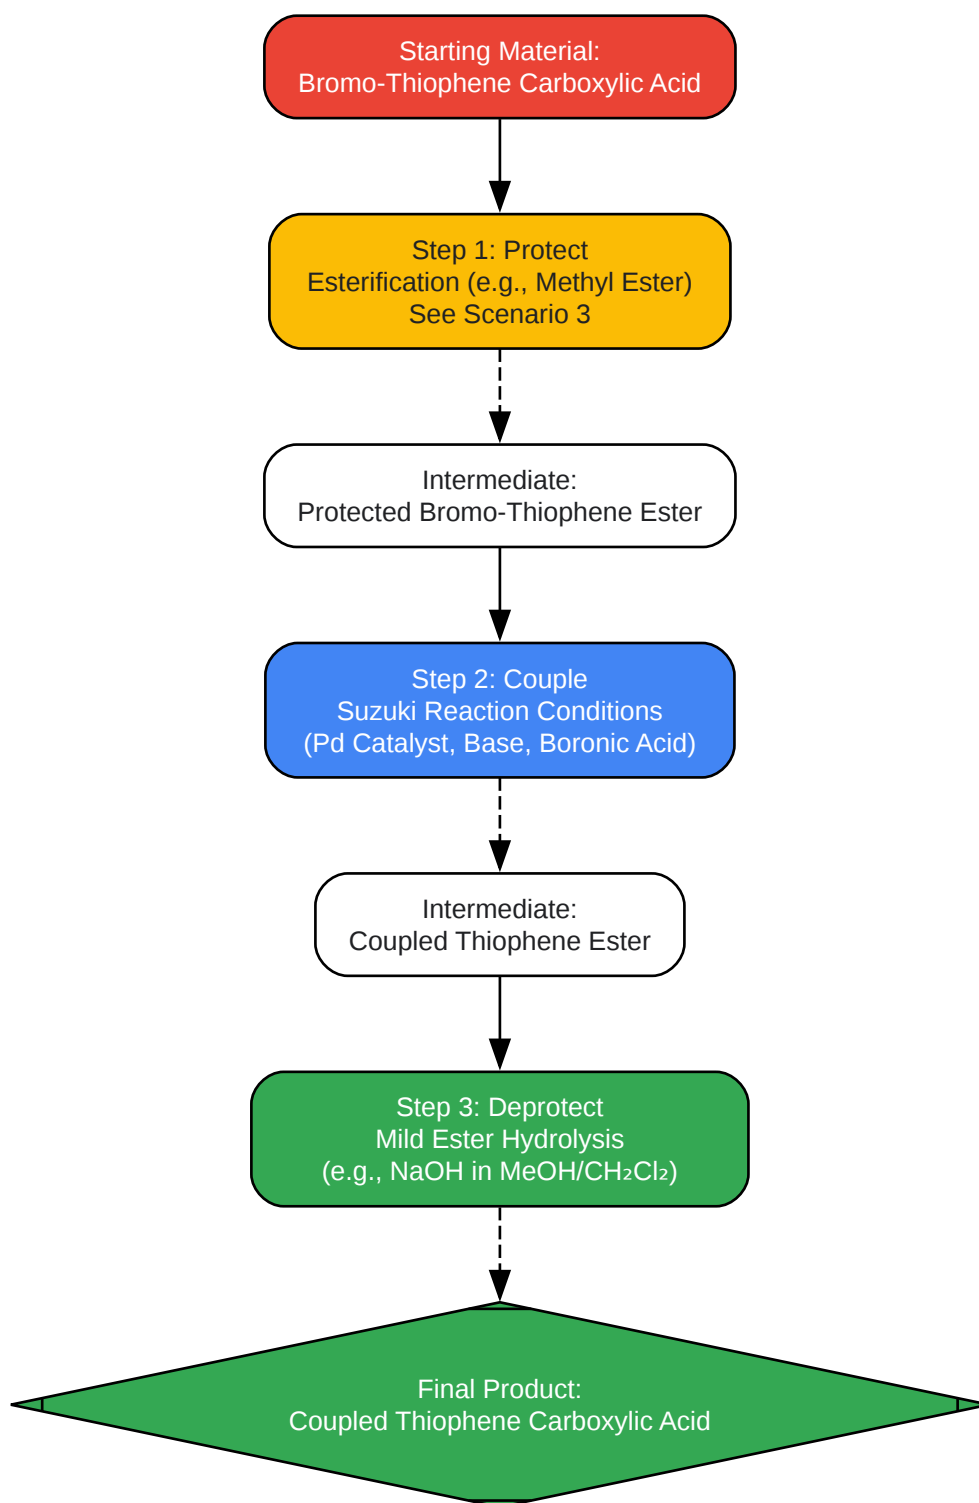 Starting Material:
Bromo-Thiophene Carboxylic Acid
Step 1: Protect
Esterification (e.g., Methyl Ester)
See Scenario 3
Intermediate:
Protected Bromo-Thiophene Ester
Step 2: Couple
Suzuki Reaction Conditions
(Pd Catalyst, Base, Boronic Acid)
Intermediate:
Coupled Thiophene Ester
Step 3: Deprotect
Mild Ester Hydrolysis
(e.g., NaOH in MeOH/CH₂Cl₂)
Final Product:
Coupled Thiophene Carboxylic Acid